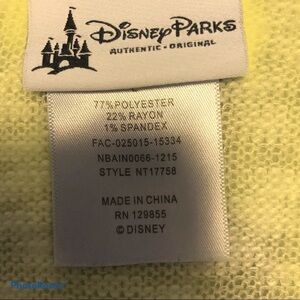 Disney PARKS
AUTHENTIC • ORIGINAL
77% POLYESTER
22% RAYON
1% SPANDEX
FAC-025015-15334
NBAIN0066-1215
STYLE NT17758
MADE IN CHINA
RN 129855
© DISNEY